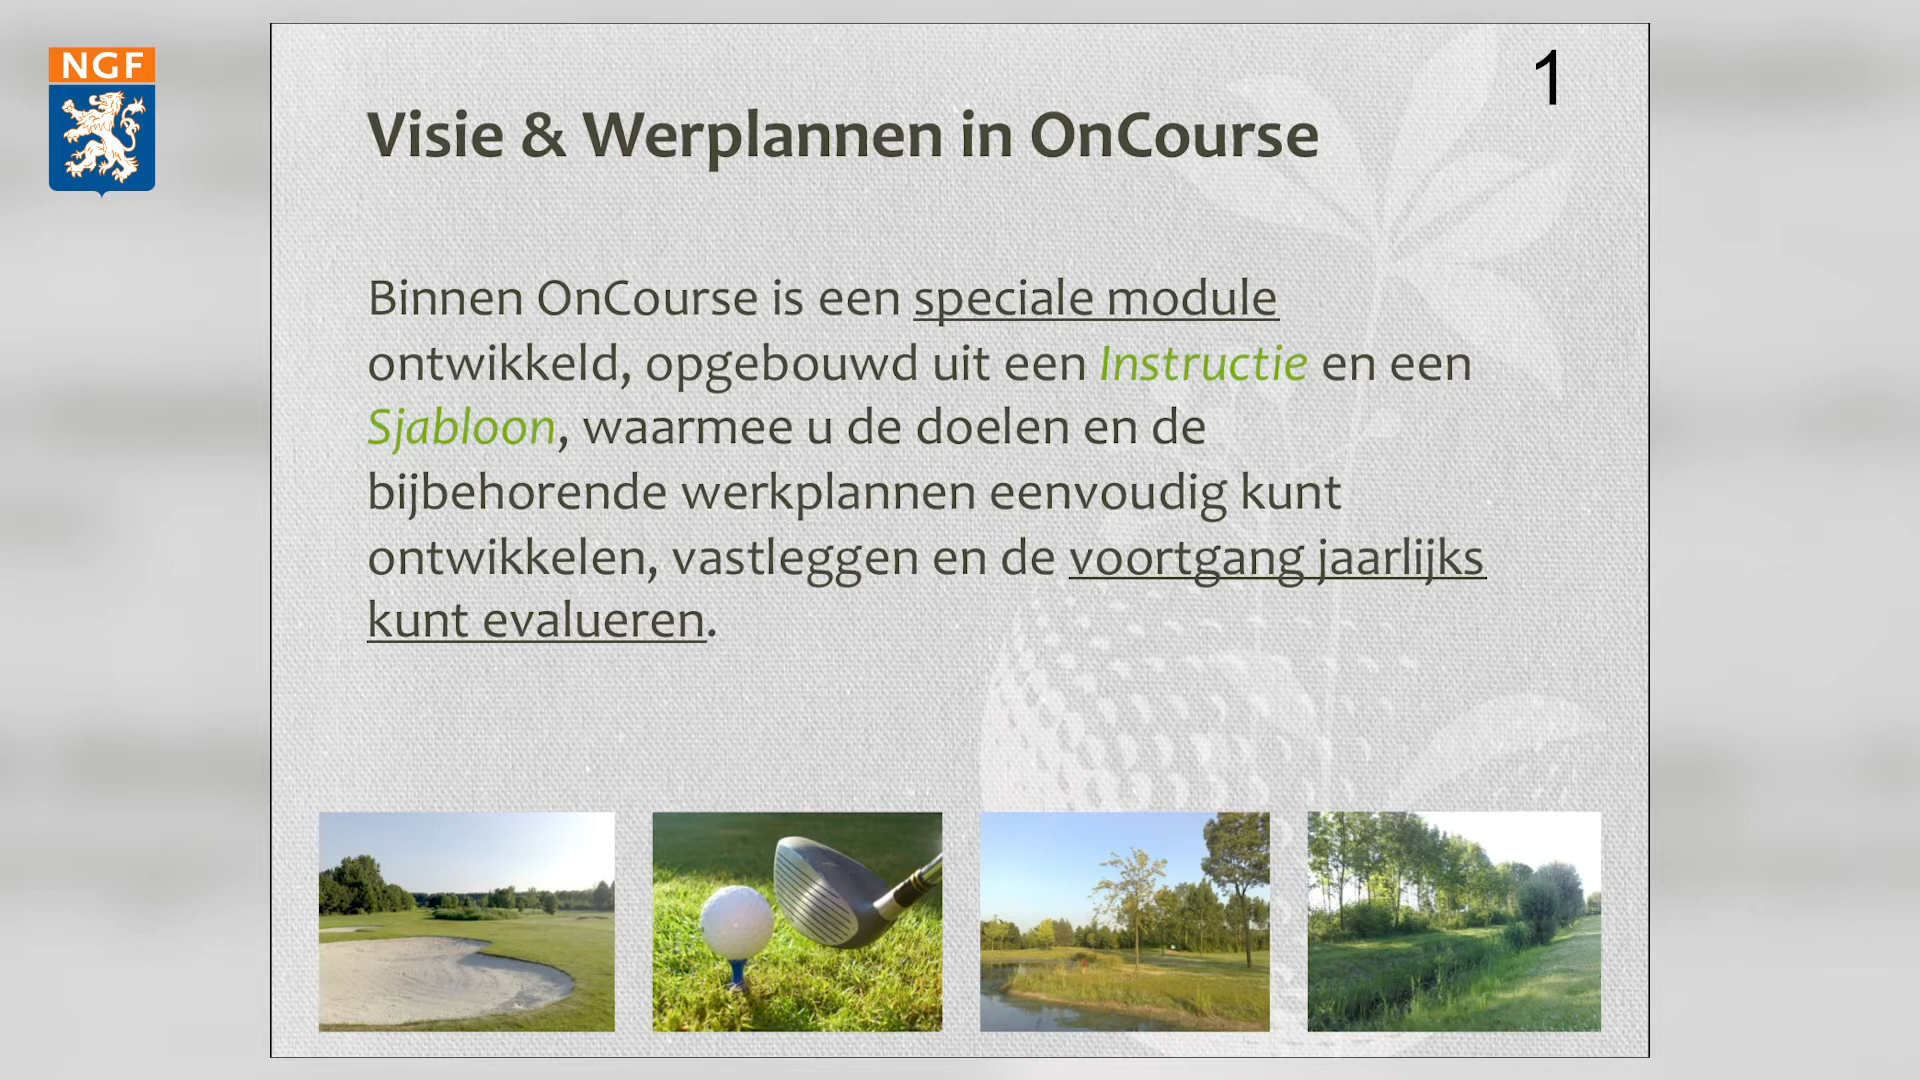 NGF
1
Visie & Werplannen in OnCourse
Binnen OnCourse is een speciale module
ontwikkeld, opgebouwd uit een Instructie en een
Sjabloon, waarmee u de doelen en de
bijbehorende werkplannen eenvoudig kunt
ontwikkelen, vastleggen en de voortgang jaarlijks
kunt evalueren.